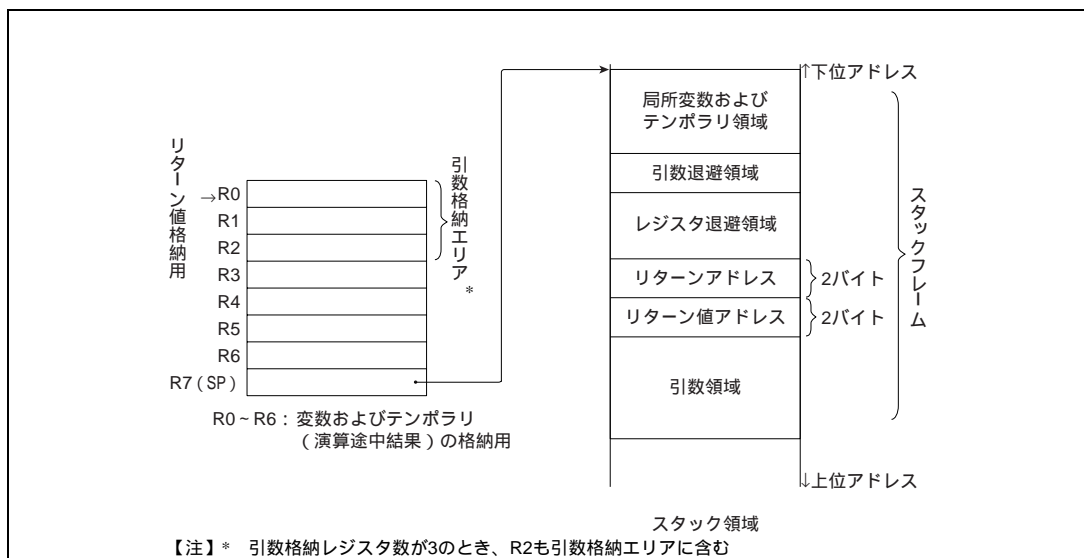 ↑下位アドレス
局所変数および
テンポラリ領域
引数退避領域
レジスタ退避領域
リターンアドレス
2バイト
リターン値アドレス
2バイト
引数領域
スタックフレーム
↓上位アドレス
スタック領域
リターン値格納用
→R0
R1
R2
R3
R4
R5
R6
R7(SP)
引数格納エリア*
R0~R6:変数およびテンポラリ
(演算途中結果)の格納用
【注】* 引数格納レジスタ数が3のとき、R2も引数格納エリアに含む